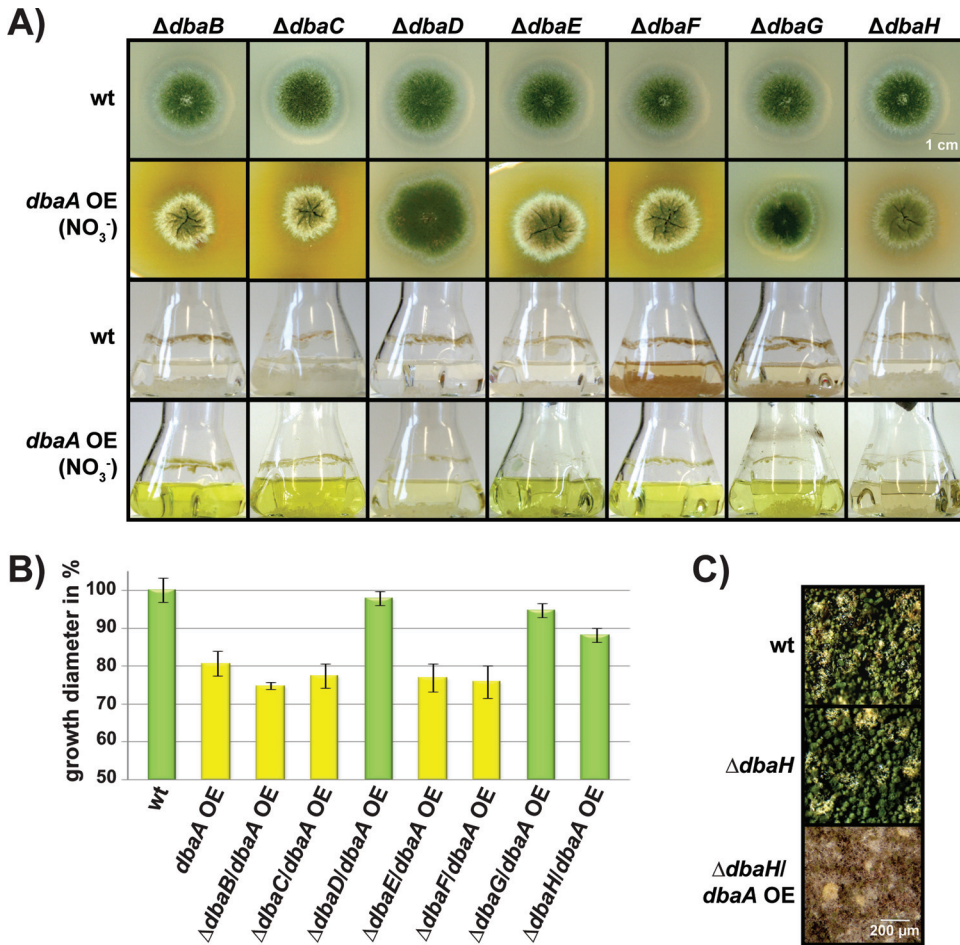 A)
ΔdbaB ΔdbaC ΔdbaD ΔdbaE ΔdbaF ΔdbaG ΔdbaH
wt
1 cm
dbaA OE
(NO₃⁻)
wt
dbaA OE
(NO₃⁻)
B)
growth diameter in %
100
90
80
70
60
50
wt
dbaA OE
ΔdbaB/dbaA OE
ΔdbaC/dbaA OE
ΔdbaD/dbaA OE
ΔdbaE/dbaA OE
ΔdbaF/dbaA OE
ΔdbaG/dbaA OE
ΔdbaH/dbaA OE
C)
wt
ΔdbaH
ΔdbaH/
dbaA OE
200 µm